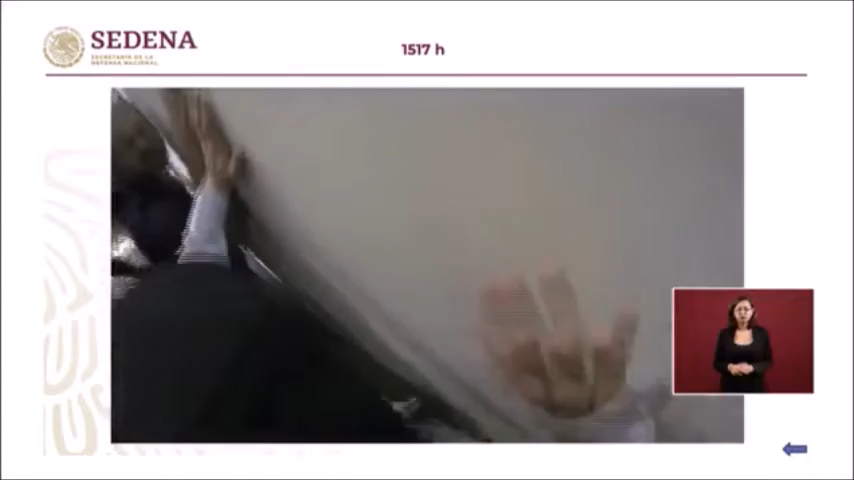 SEDENA
SECRETARÍA DE LA
DEFENSA NACIONAL
1517 h